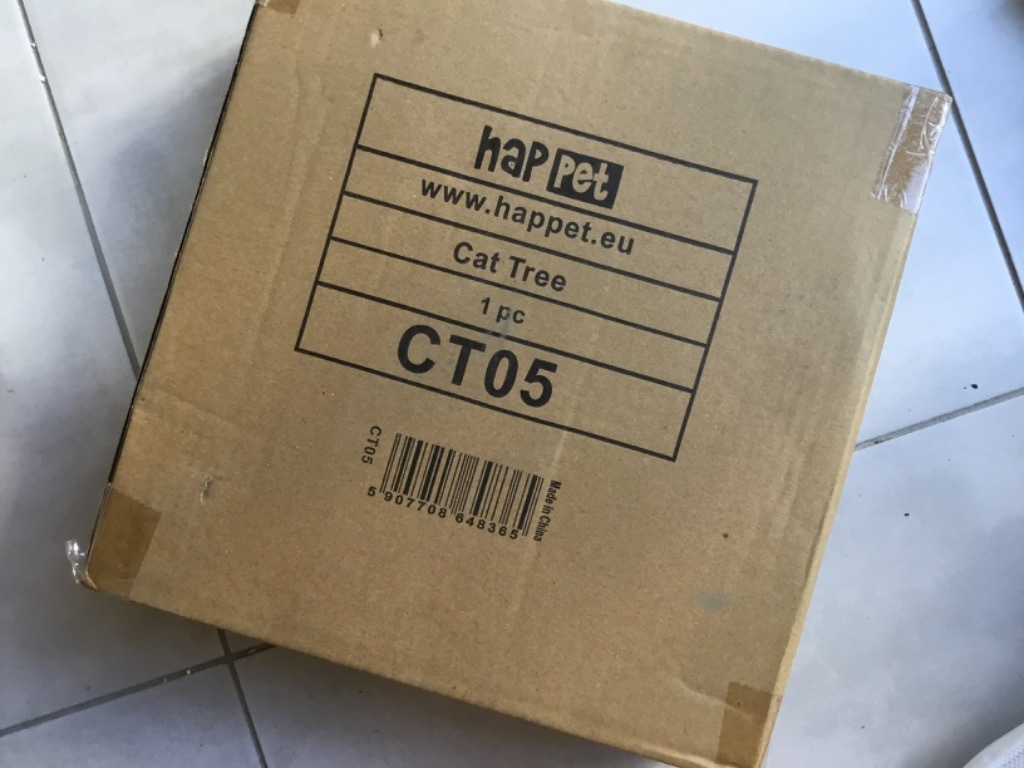 hap pet
www.happet.eu
Cat Tree
1 pc
CT05
CT05
5 907708 648365
Made in China